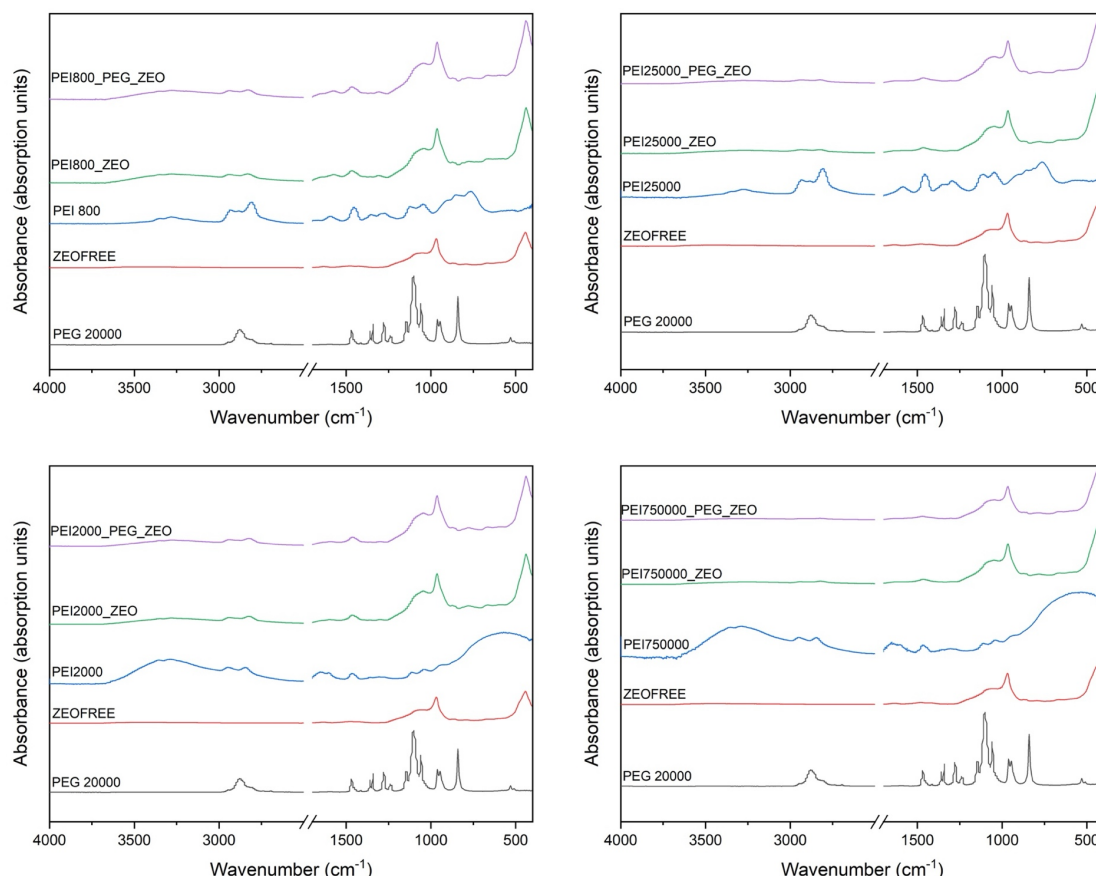 Absorbance (absorption units)
PEI800_PEG_ZEO
PEI800_ZEO
PEI 800
ZEOFREE
PEG 20000
4000 3500 3000 1500 1000 500
Wavenumber (cm⁻¹)
Absorbance (absorption units)
PEI25000_PEG_ZEO
PEI25000_ZEO
PEI25000
ZEOFREE
PEG 20000
4000 3500 3000 1500 1000 500
Wavenumber (cm⁻¹)
Absorbance (absorption units)
PEI2000_PEG_ZEO
PEI2000_ZEO
PEI2000
ZEOFREE
PEG 20000
4000 3500 3000 1500 1000 500
Wavenumber (cm⁻¹)
Absorbance (absorption units)
PEI750000_PEG_ZEO
PEI750000_ZEO
PEI750000
ZEOFREE
PEG 20000
4000 3500 3000 1500 1000 500
Wavenumber (cm⁻¹)